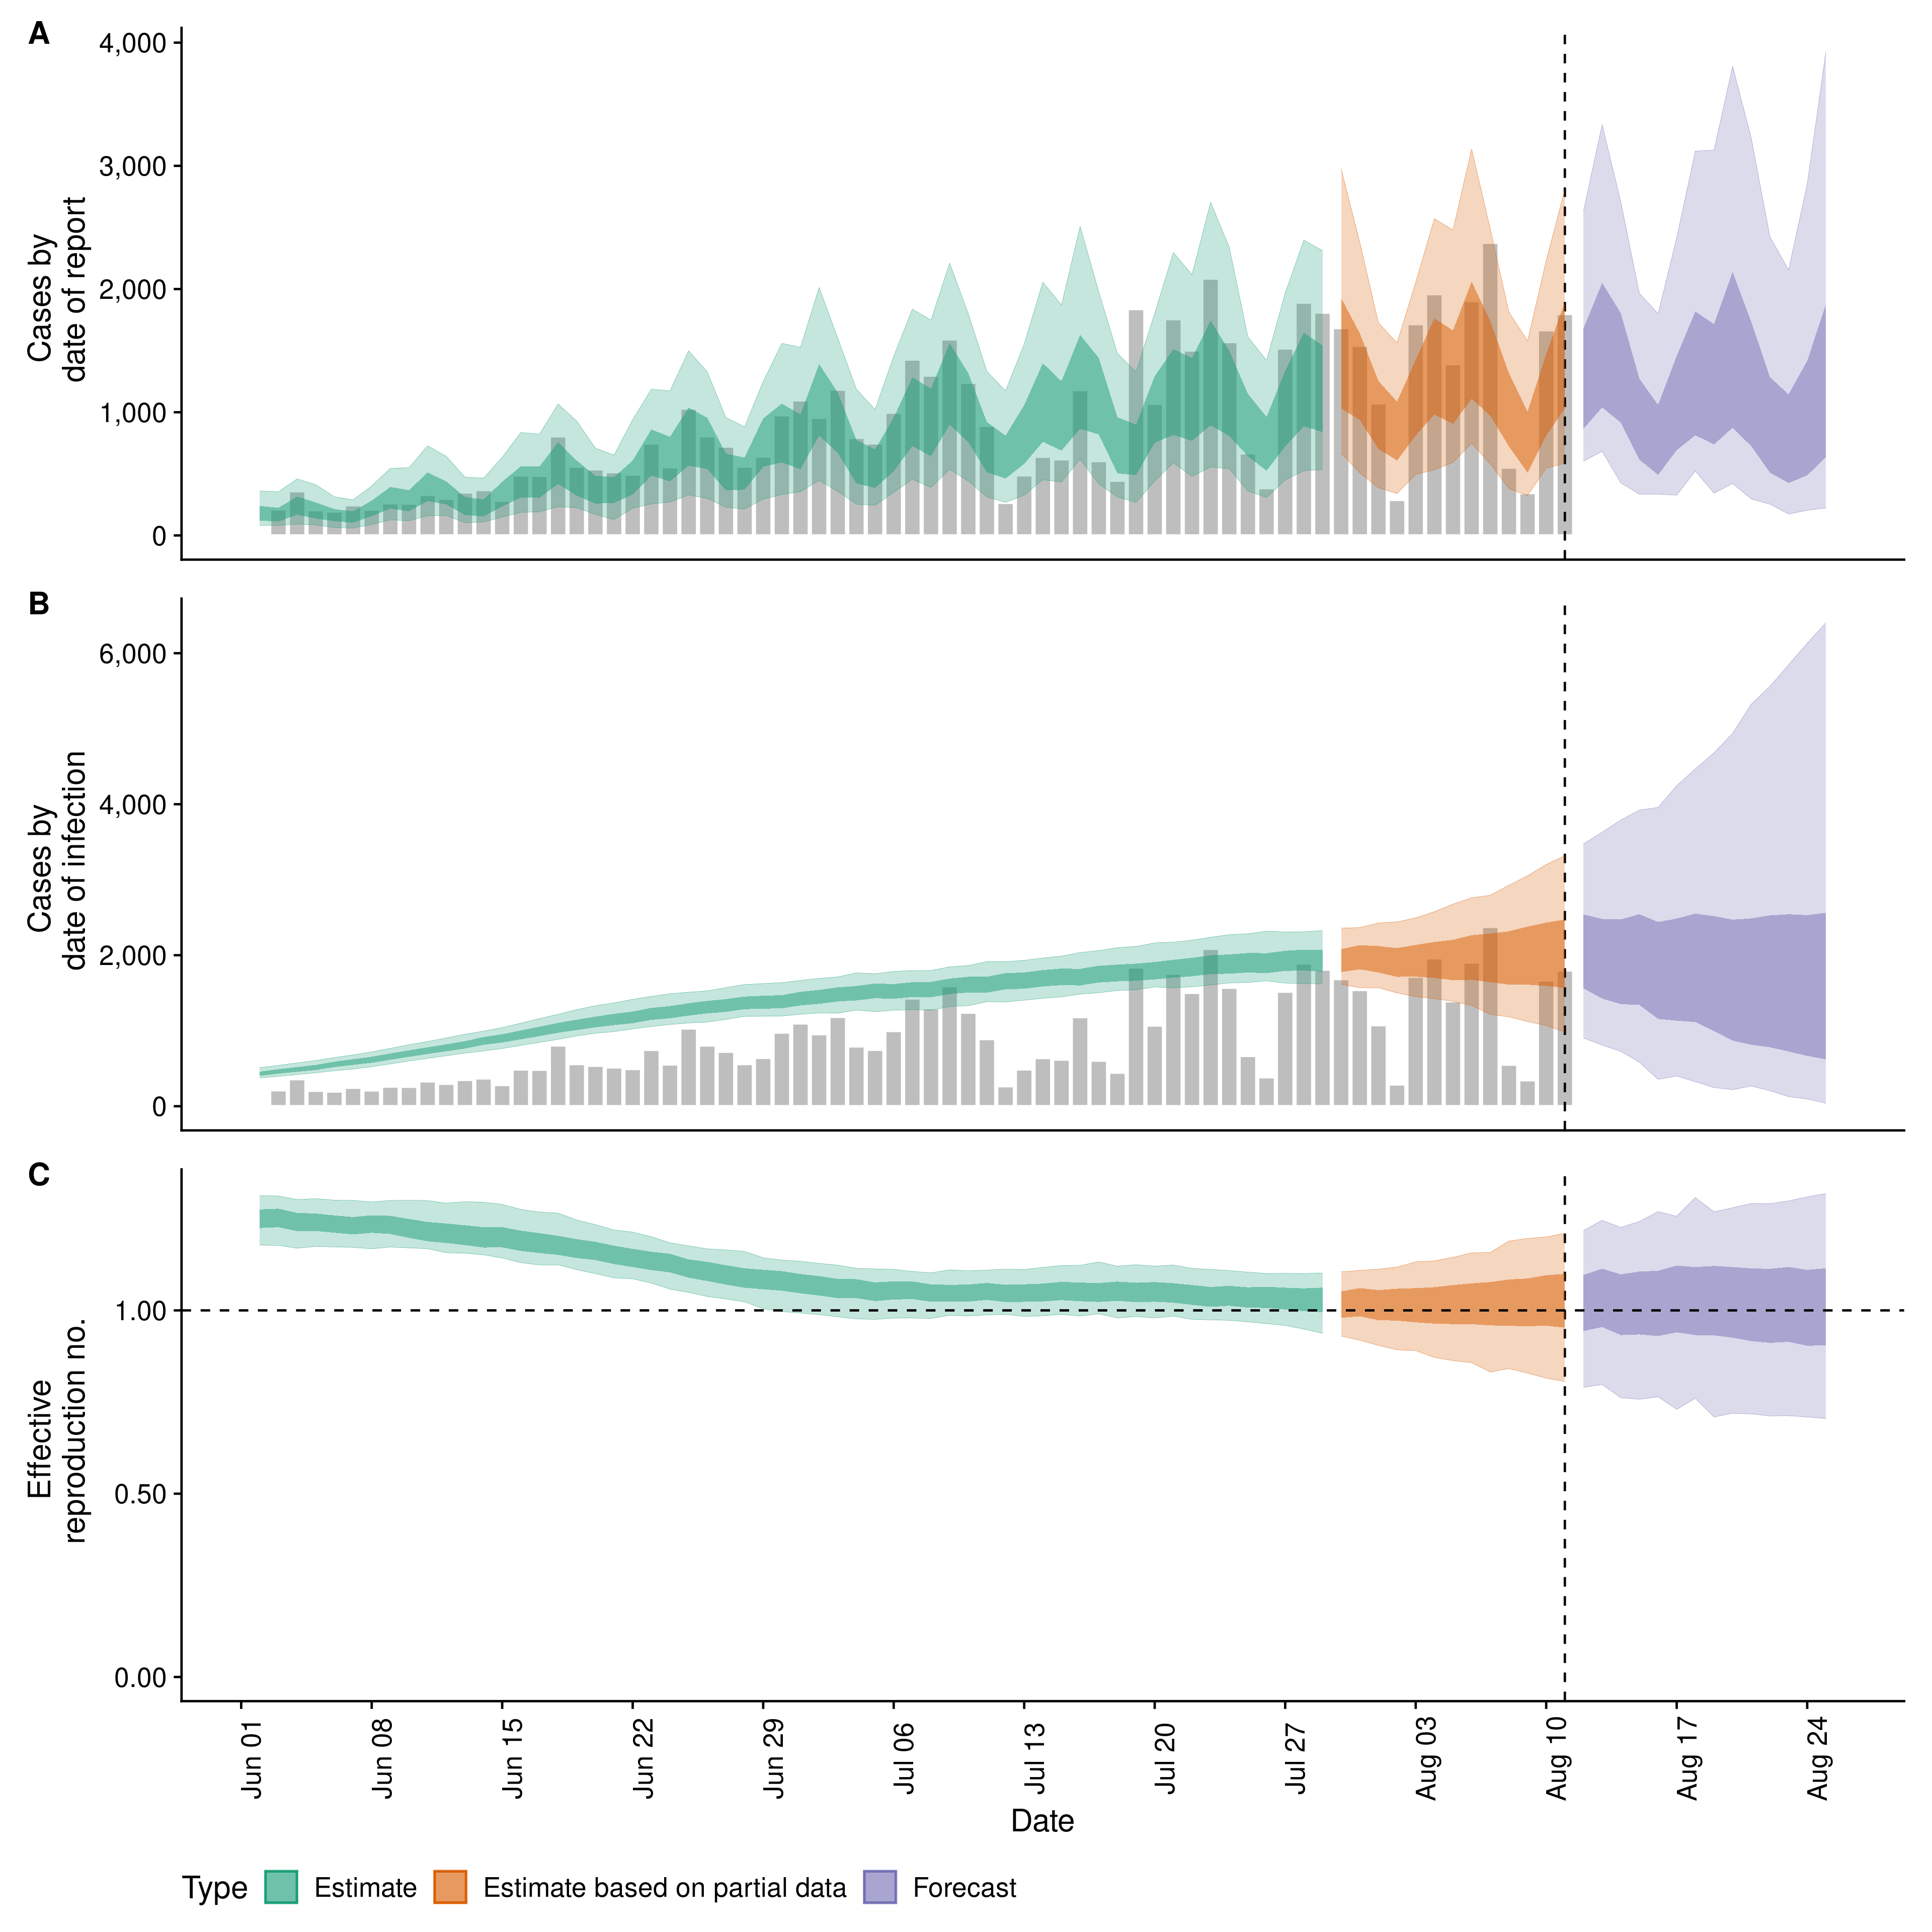 A
4,000
3,000
2,000
1,000
0
Cases by
date of report
B
6,000
4,000
2,000
0
Cases by
date of infection
C
1.00
0.50
0.00
Effective
reproduction no.
Jun 01
Jun 08
Jun 15
Jun 22
Jun 29
Jul 06
Jul 13
Jul 20
Jul 27
Aug 03
Aug 10
Aug 17
Aug 24
Date
Type Estimate Estimate based on partial data Forecast